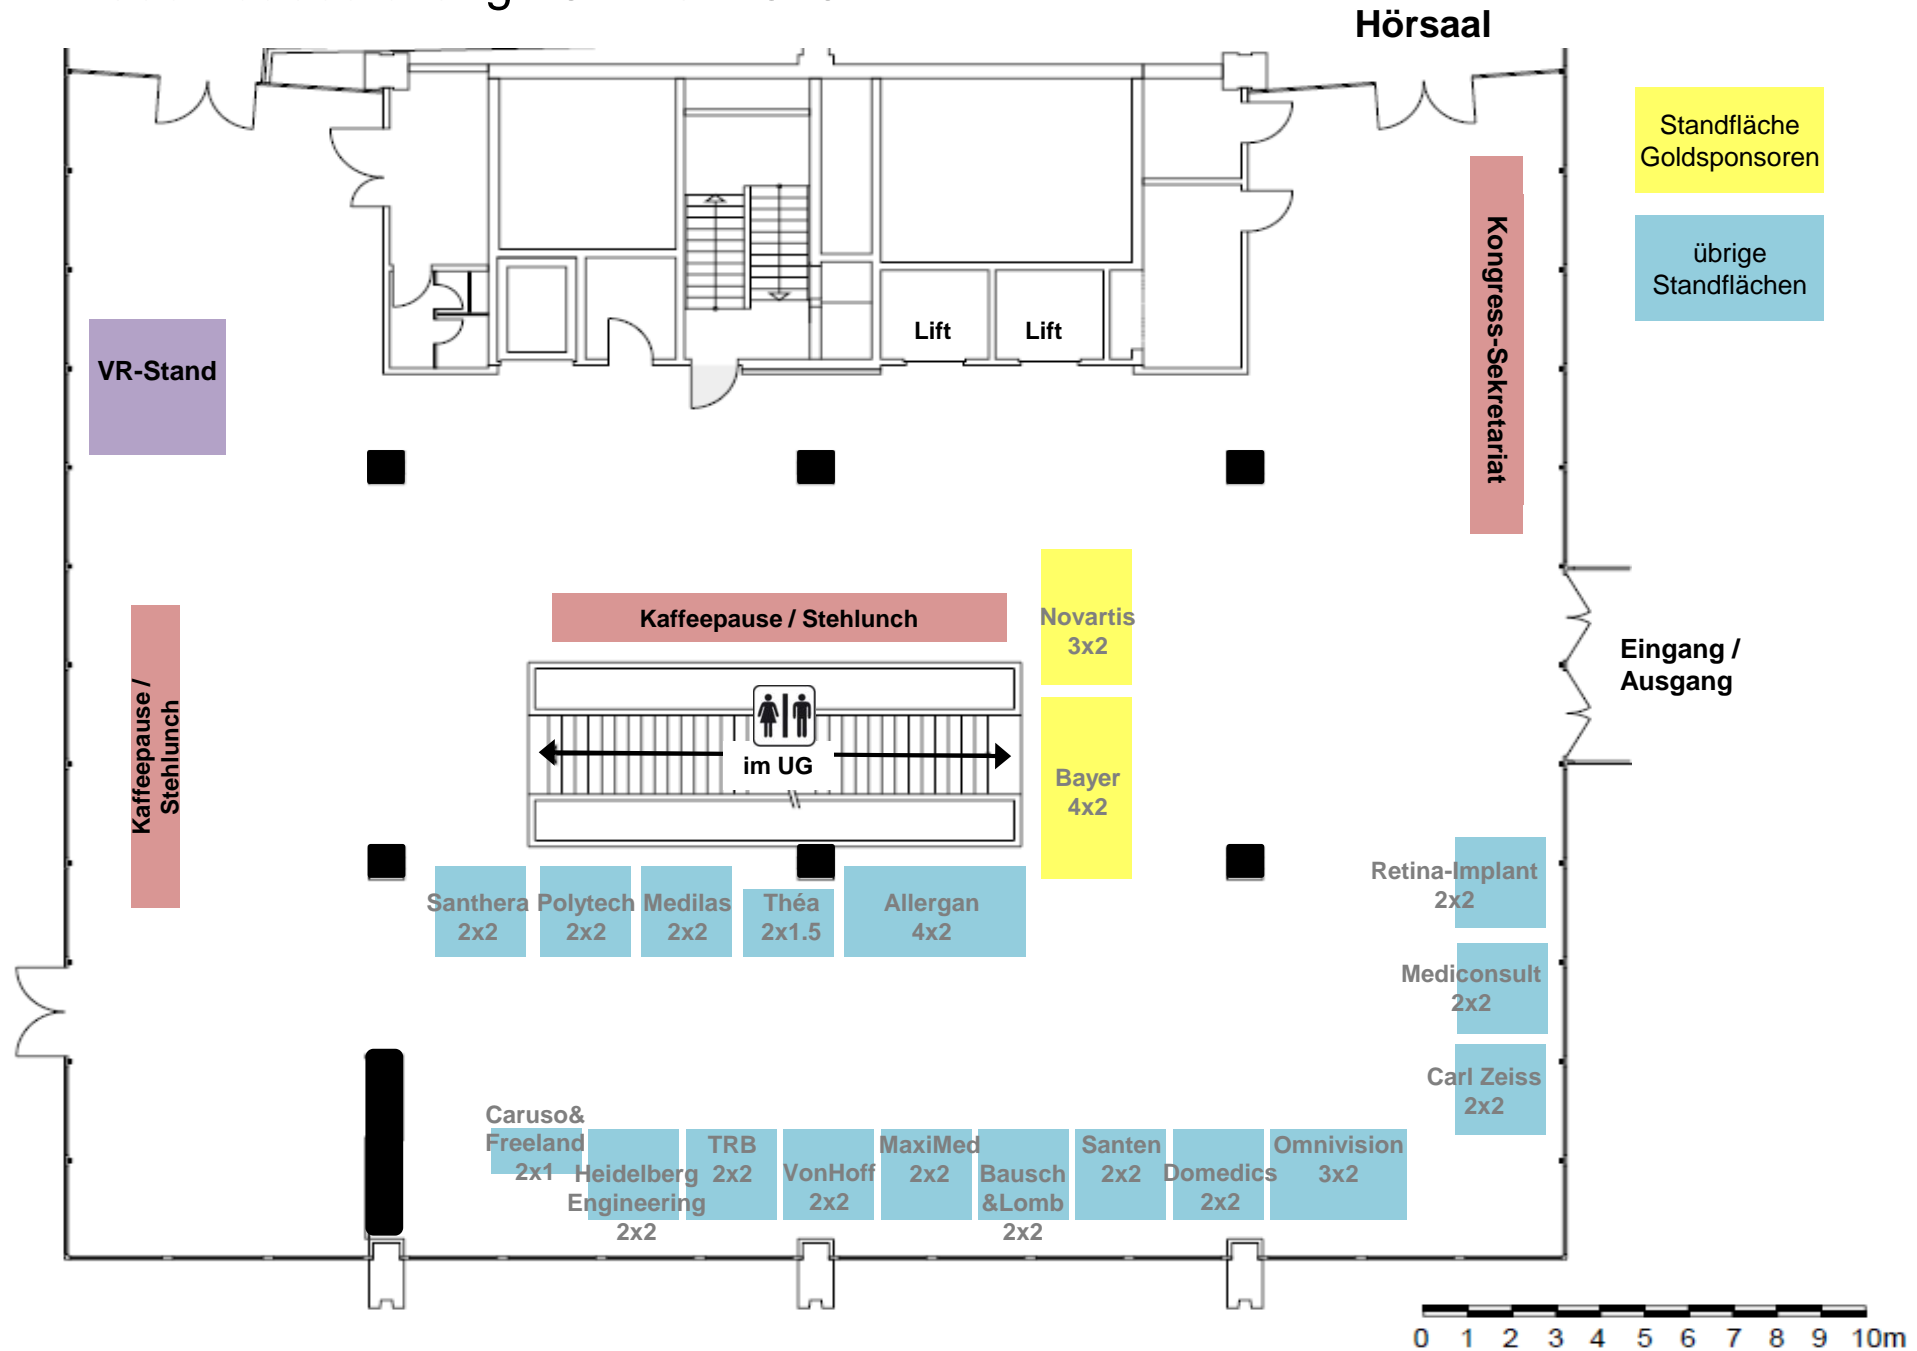 Hörsaal
Standfläche
Goldsponsoren
übrige
Standflächen
Kongress-Sekretariat
Lift
Lift
VR-Stand
Kaffeepause / Stehlunch
Novartis
3x2
Eingang /
Ausgang
Kaffeepause /
Stehlunch
im UG
Bayer
4x2
Retina-Implant
2x2
Santhera
2x2
Polytech
2x2
Medilas
2x2
Théa
2x1.5
Allergan
4x2
Mediconsult
2x2
Carl Zeiss
2x2
Caruso&
Freeland
2x1
Heidelberg
Engineering
2x2
TRB
2x2
VonHoff
2x2
MaxiMed
2x2
Bausch
&Lomb
2x2
Santen
2x2
Domedics
2x2
Omnivision
3x2
0 1 2 3 4 5 6 7 8 9 10m